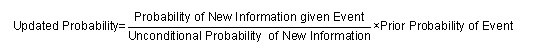 Updated Probability= Probability of New Information given Event / Unconditional Probability of New Information ×Prior Probability of Event